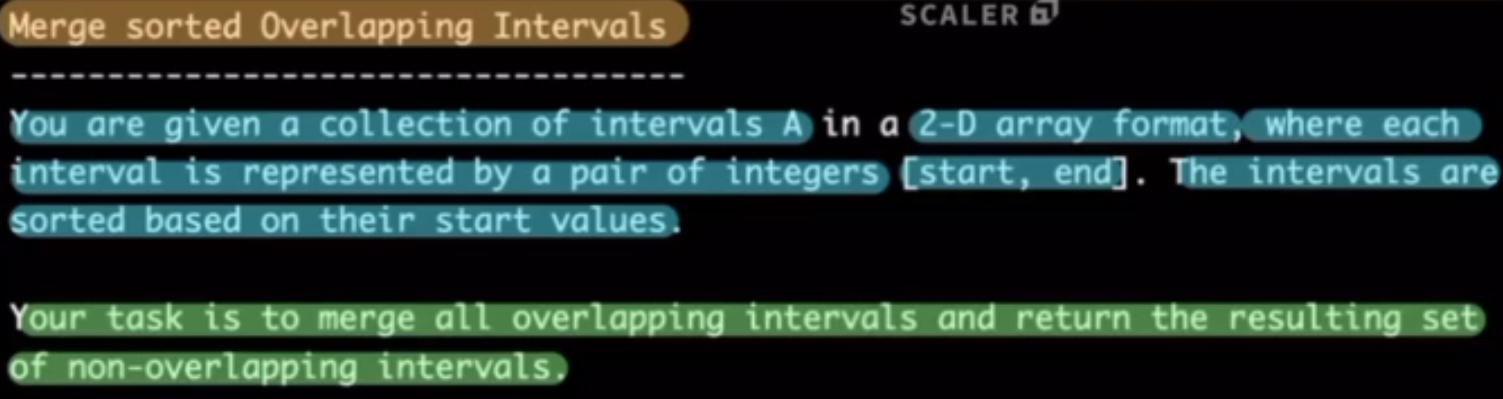 Merge sorted Overlapping Intervals
SCALER
-----------------------------------
You are given a collection of intervals A in a 2-D array format, where each
interval is represented by a pair of integers [start, end]. The intervals are
sorted based on their start values.
Your task is to merge all overlapping intervals and return the resulting set
of non-overlapping intervals.